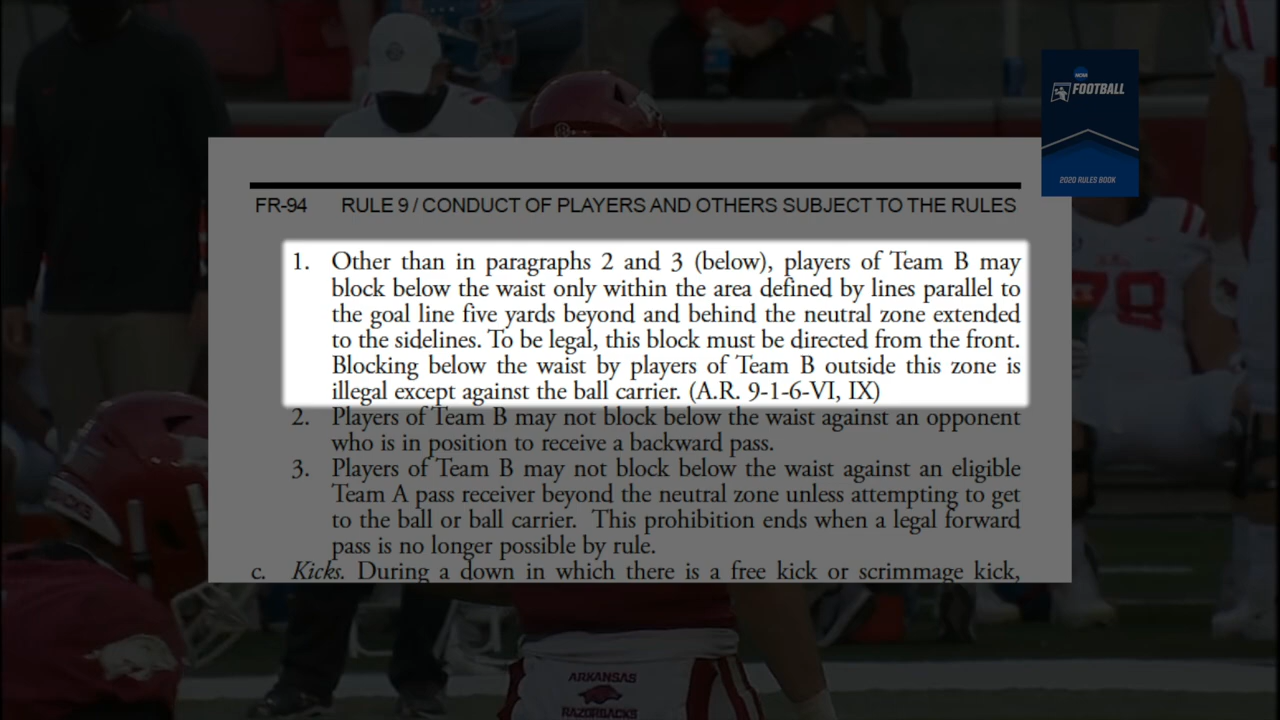 NCAA
FOOTBALL
2020 RULES BOOK
FR-94 RULE 9 / CONDUCT OF PLAYERS AND OTHERS SUBJECT TO THE RULES
1. Other than in paragraphs 2 and 3 (below), players of Team B may
block below the waist only within the area defined by lines parallel to
the goal line five yards beyond and behind the neutral zone extended
to the sidelines. To be legal, this block must be directed from the front.
Blocking below the waist by players of Team B outside this zone is
illegal except against the ball carrier. (A.R. 9-1-6-VI, IX)
2. Players of Team B may not block below the waist against an opponent
who is in position to receive a backward pass.
3. Players of Team B may not block below the waist against an eligible
Team A pass receiver beyond the neutral zone unless attempting to get
to the ball or ball carrier. This prohibition ends when a legal forward
pass is no longer possible by rule.
c. Kicks. During a down in which there is a free kick or scrimmage kick,
78
ARKANSAS
RAZORBACKS